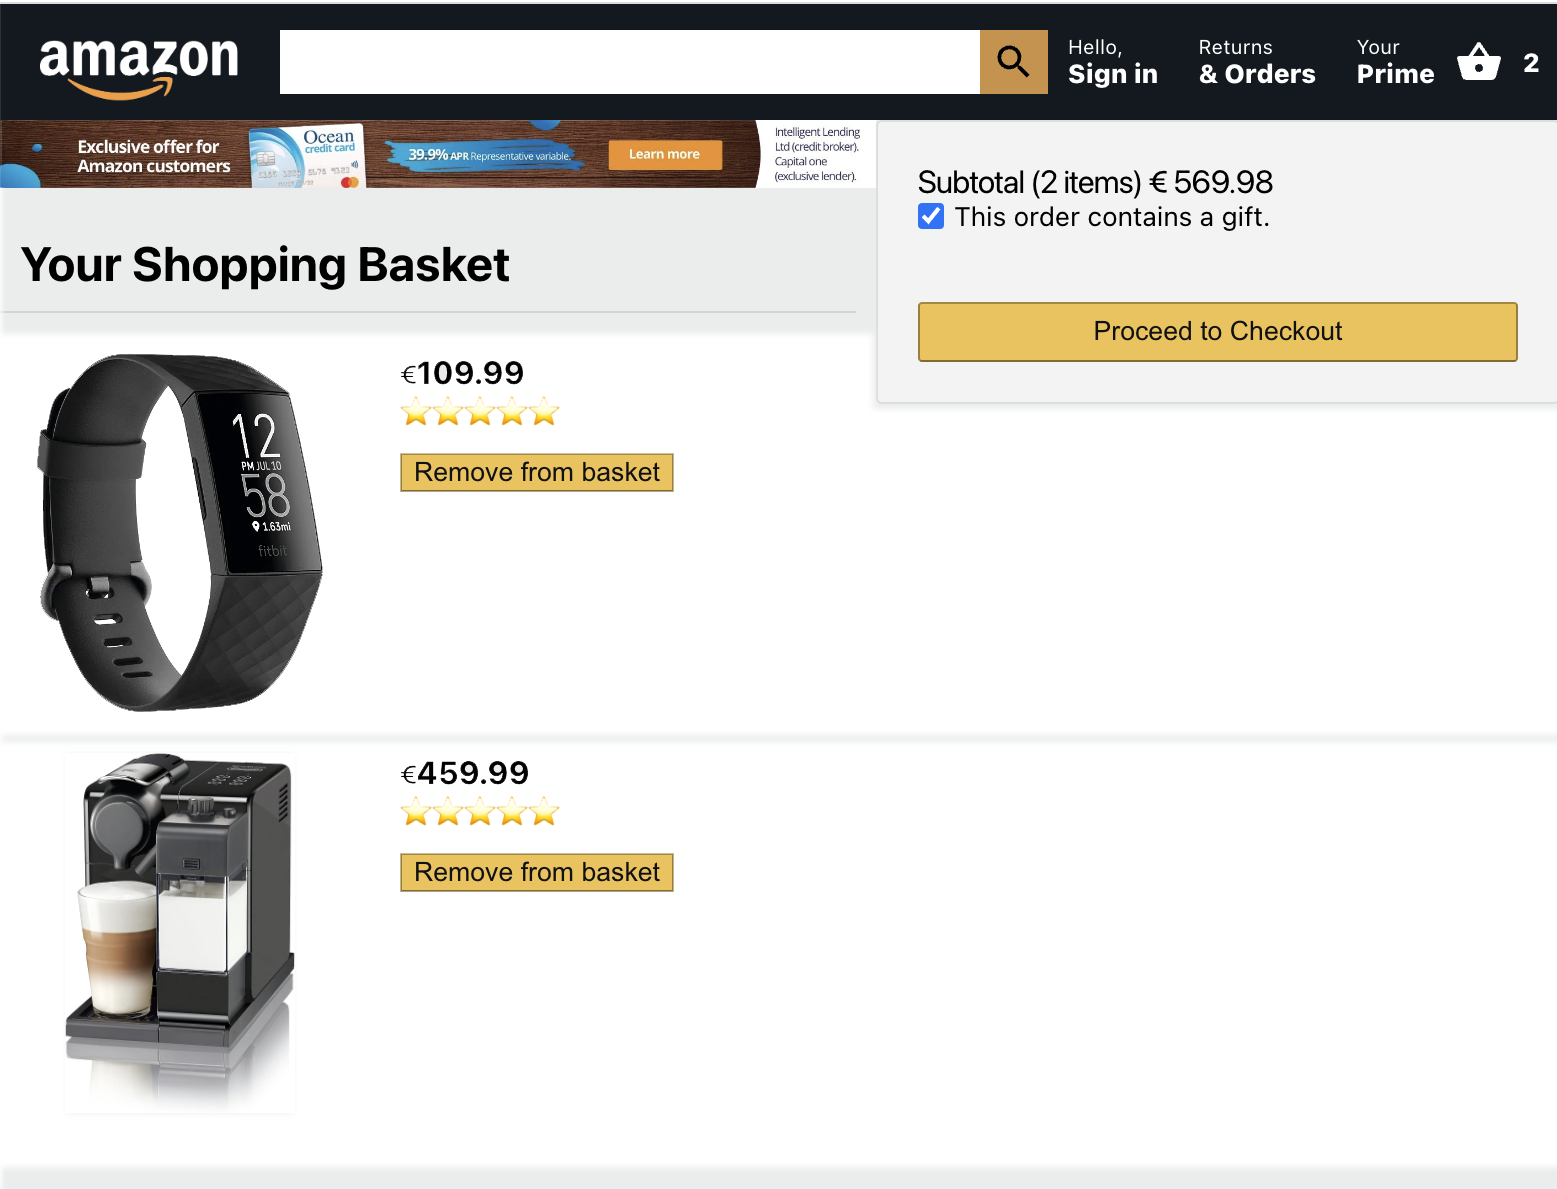 amazon
Hello,
Sign in
Returns
& Orders
Your
Prime
2
Exclusive offer for
Amazon customers
Ocean
credit card
39.9% APR Representative variable.
Learn more
Intelligent Lending
Ltd (credit broker).
Capital one
(exclusive lender).
Subtotal (2 items) € 569.98
This order contains a gift.
Proceed to Checkout
Your Shopping Basket
€109.99
Remove from basket
12
PM JUL 10
58
1.63mi
fitbit
€459.99
Remove from basket